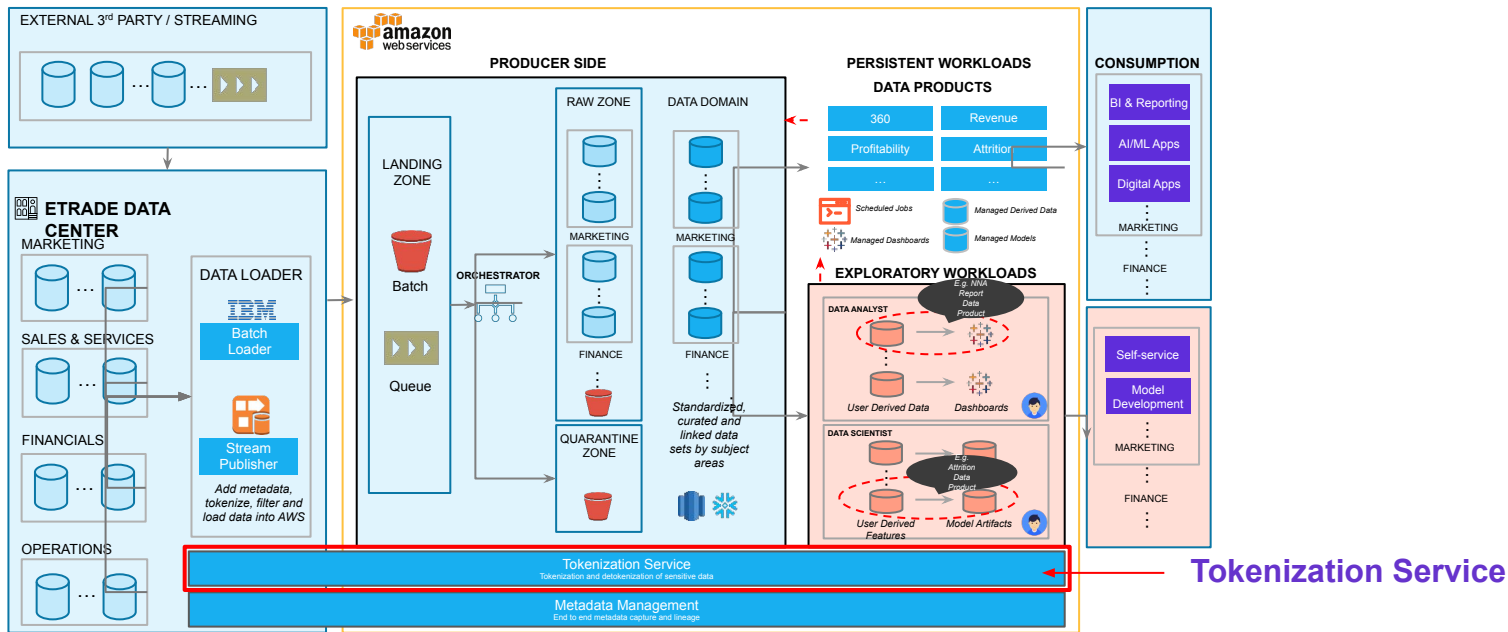 EXTERNAL 3rd PARTY / STREAMING
...
...
ETRADE DATA
CENTER
MARKETING
...
SALES & SERVICES
...
FINANCIALS
...
OPERATIONS
...
DATA LOADER
IBM
Batch
Loader
Stream
Publisher
Add metadata,
tokenize, filter and
load data into AWS
amazon
web services
PRODUCER SIDE
LANDING
ZONE
Batch
Queue
ORCHESTRATOR
RAW ZONE
MARKETING
FINANCE
QUARANTINE
ZONE
DATA DOMAIN
MARKETING
FINANCE
Standardized,
curated and
linked data
sets by subject
areas
PERSISTENT WORKLOADS
DATA PRODUCTS
360
Revenue
Profitability
Attrition
...
...
Scheduled Jobs
Managed Derived Data
Managed Dashboards
Managed Models
EXPLORATORY WORKLOADS
DATA ANALYST
E.g. NNA
Report
Data
Product
User Derived Data
Dashboards
DATA SCIENTIST
E.g.
Attrition
Data
Product
User Derived
Features
Model Artifacts
CONSUMPTION
BI & Reporting
AI/ML Apps
Digital Apps
MARKETING
FINANCE
Self-service
Model
Development
MARKETING
FINANCE
Tokenization Service
Tokenization and detokenization of sensitive data
Metadata Management
End to end metadata capture and lineage
Tokenization Service